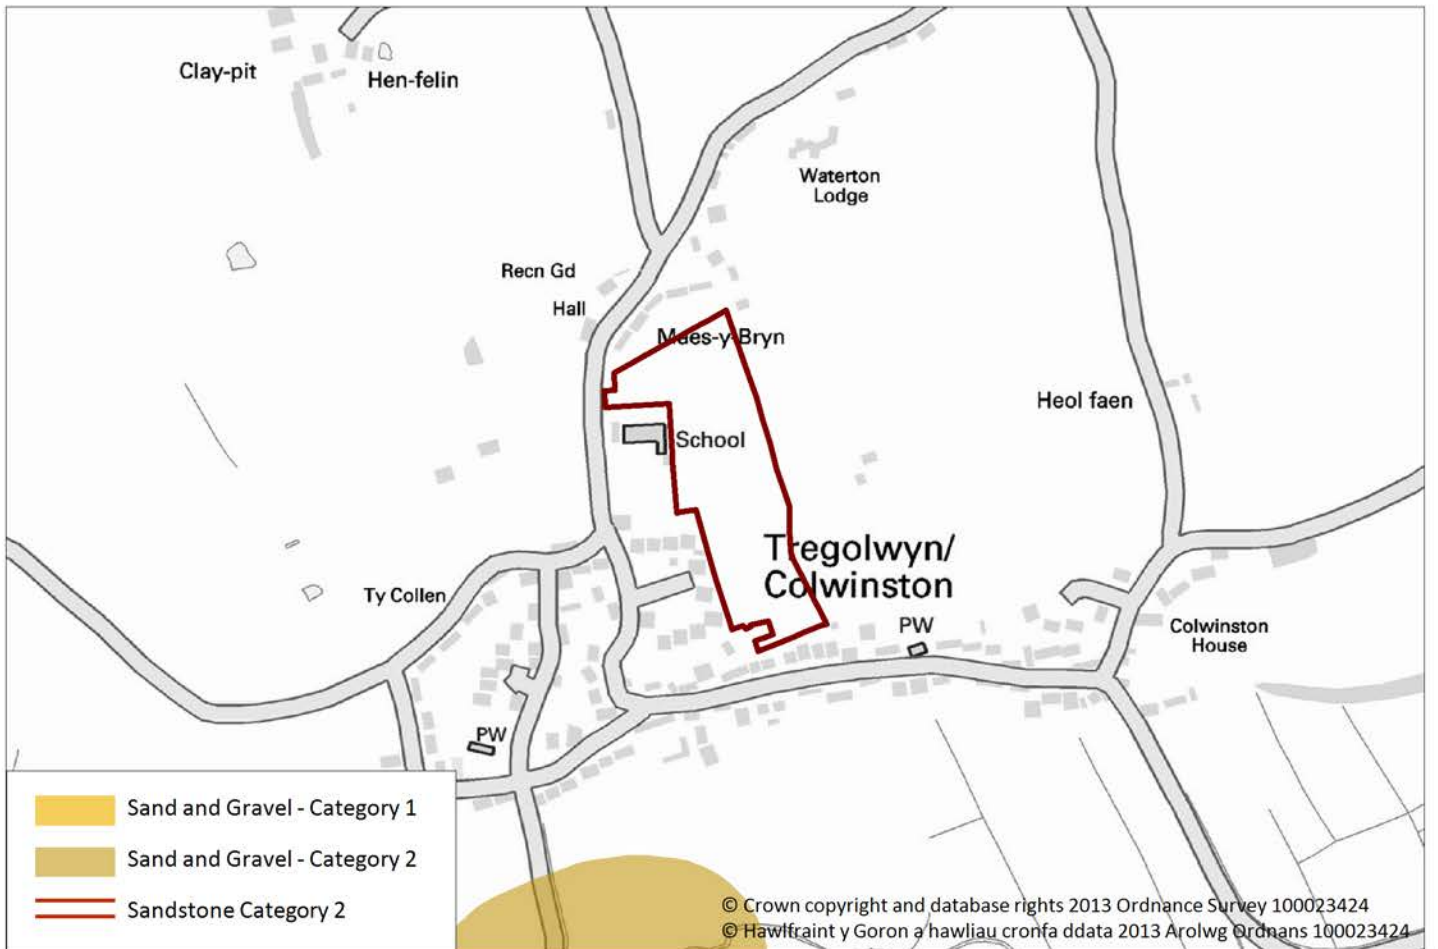 Clay-pit
Hen-felin
Waterton
Lodge
Recn Gd
Hall
Maes-y-Bryn
Heol faen
School
Tregolwyn/
Colwinston
Ty Collen
PW
Colwinston
House
PW
Sand and Gravel - Category 1
Sand and Gravel - Category 2
Sandstone Category 2
© Crown copyright and database rights 2013 Ordnance Survey 100023424
© Hawlfraint y Goron a hawliau cronfa ddata 2013 Arolwg Ordnans 100023424